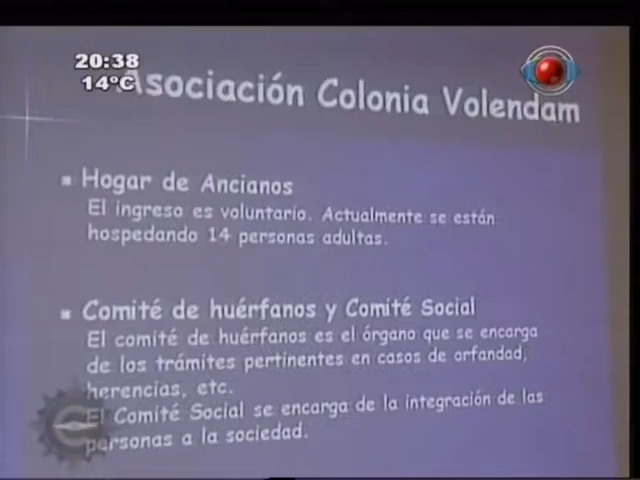 20:38
14°C
Asociación Colonia Volendam
Hogar de Ancianos
El ingreso es voluntario. Actualmente se están
hospedando 14 personas adultas.
Comité de huérfanos y Comité Social
El comité de huérfanos es el órgano que se encarga
de los trámites pertinentes en casos de orfandad,
herencias, etc.
El Comité Social se encarga de la integración de las
personas a la sociedad.